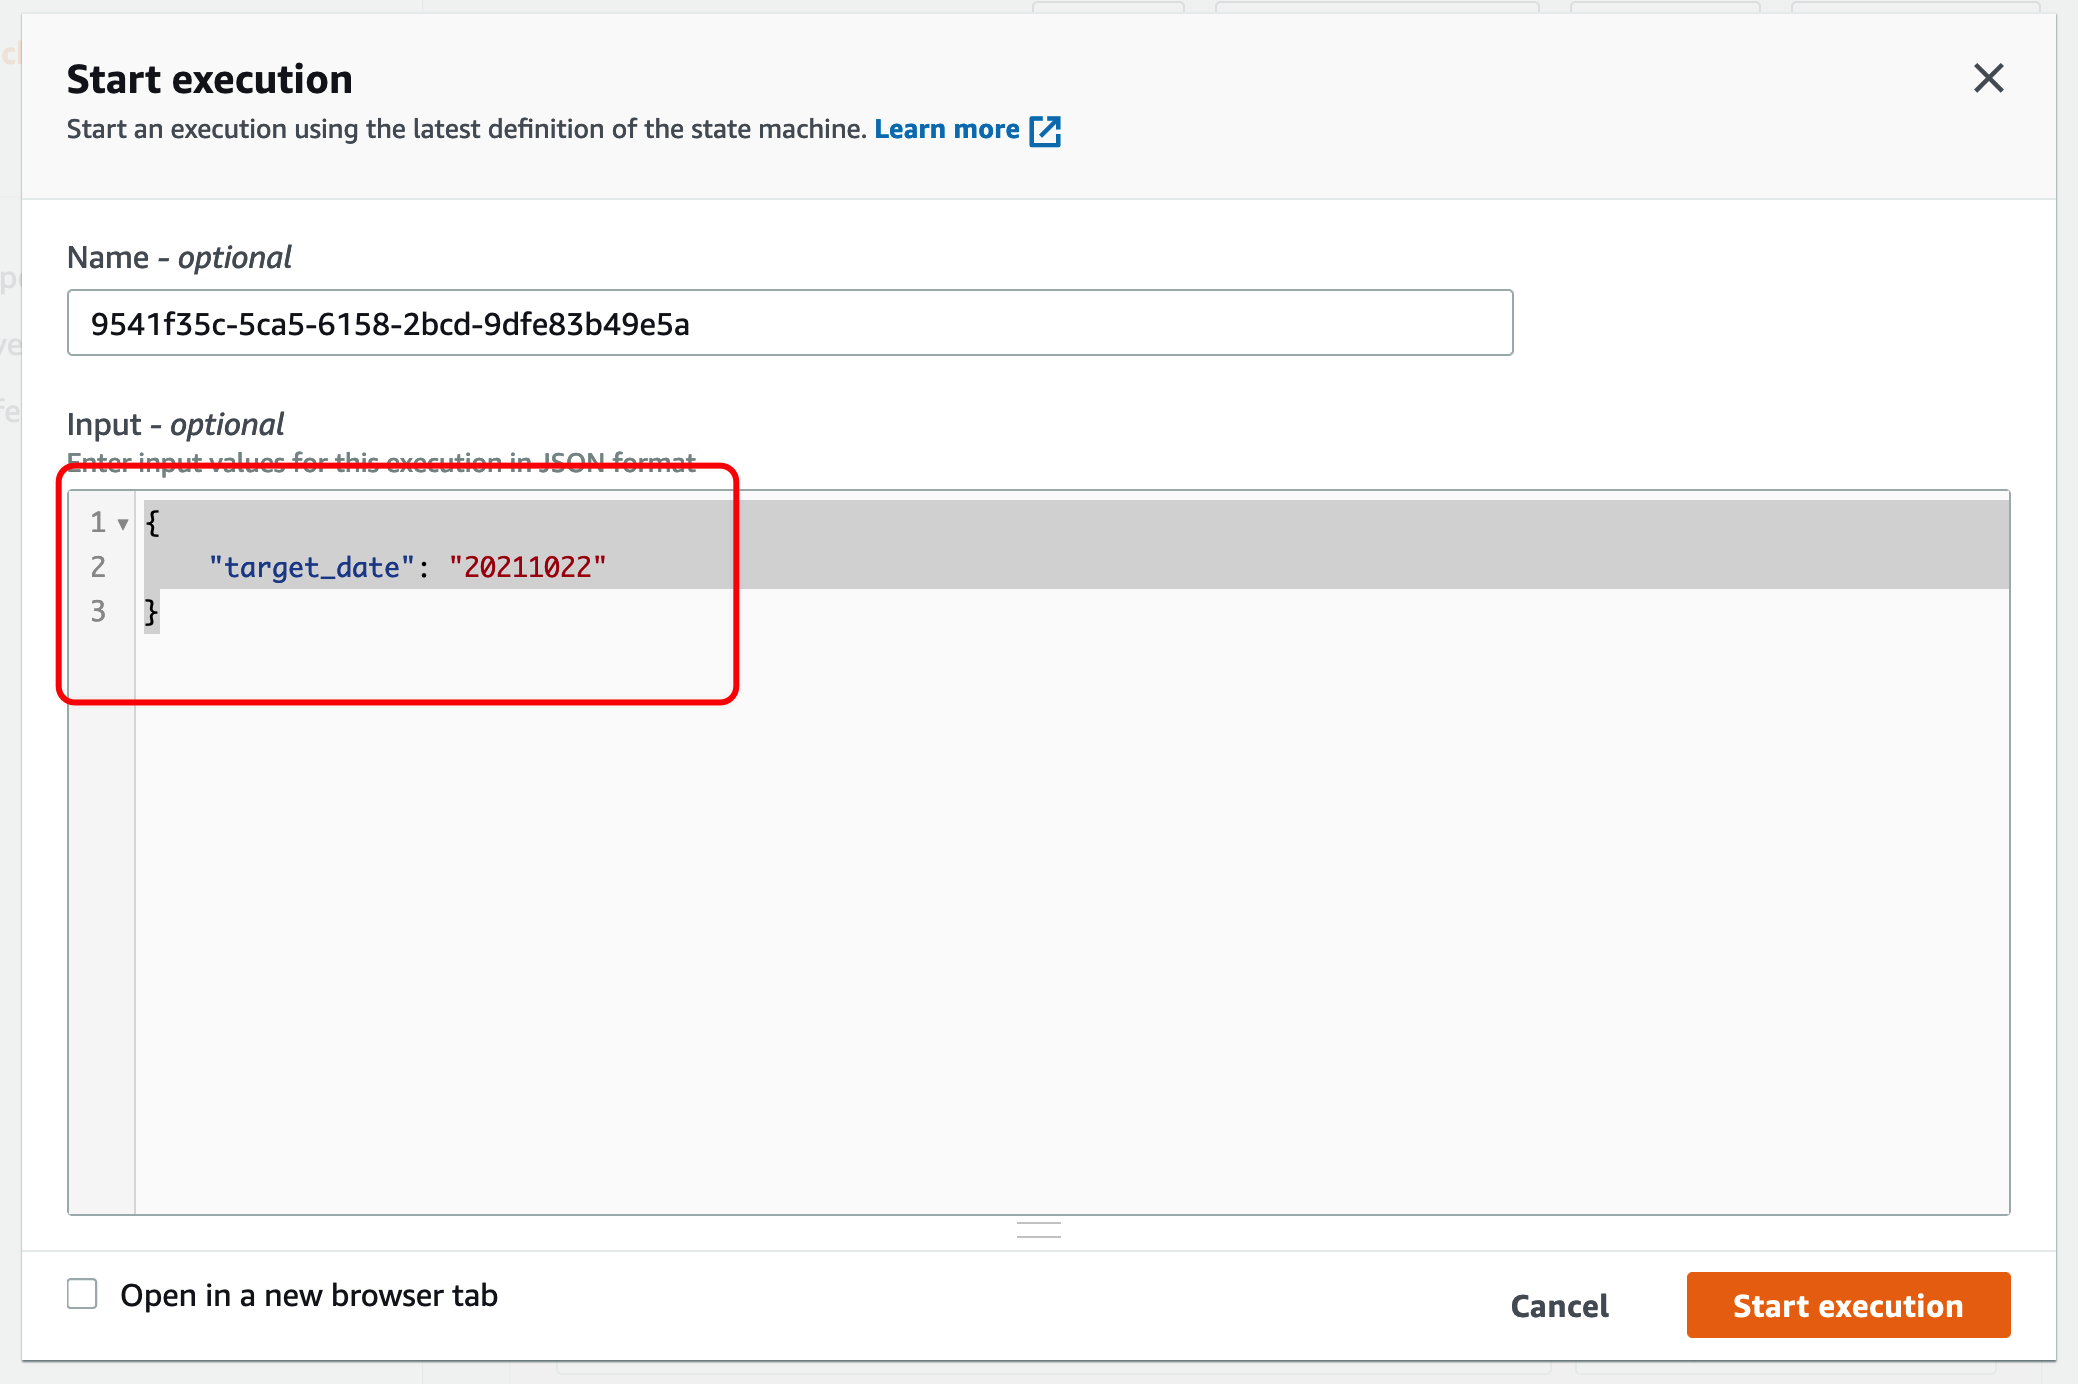 Start execution
Start an execution using the latest definition of the state machine. Learn more
Name - optional
9541f35c-5ca5-6158-2bcd-9dfe83b49e5a
Input - optional
Enter input values for this execution in JSON format
1 {
2 "target_date": "20211022"
3 }
Open in a new browser tab
Cancel
Start execution